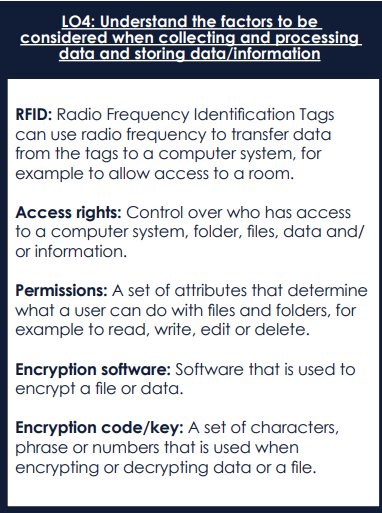 LO4: Understand the factors to be
considered when collecting and processing
data and storing data/information
RFID: Radio Frequency Identification Tags
can use radio frequency to transfer data
from the tags to a computer system, for
example to allow access to a room.
Access rights: Control over who has access
to a computer system, folder, files, data and/
or information.
Permissions: A set of attributes that determine
what a user can do with files and folders, for
example to read, write, edit or delete.
Encryption software: Software that is used to
encrypt a file or data.
Encryption code/key: A set of characters,
phrase or numbers that is used when
encrypting or decrypting data or a file.